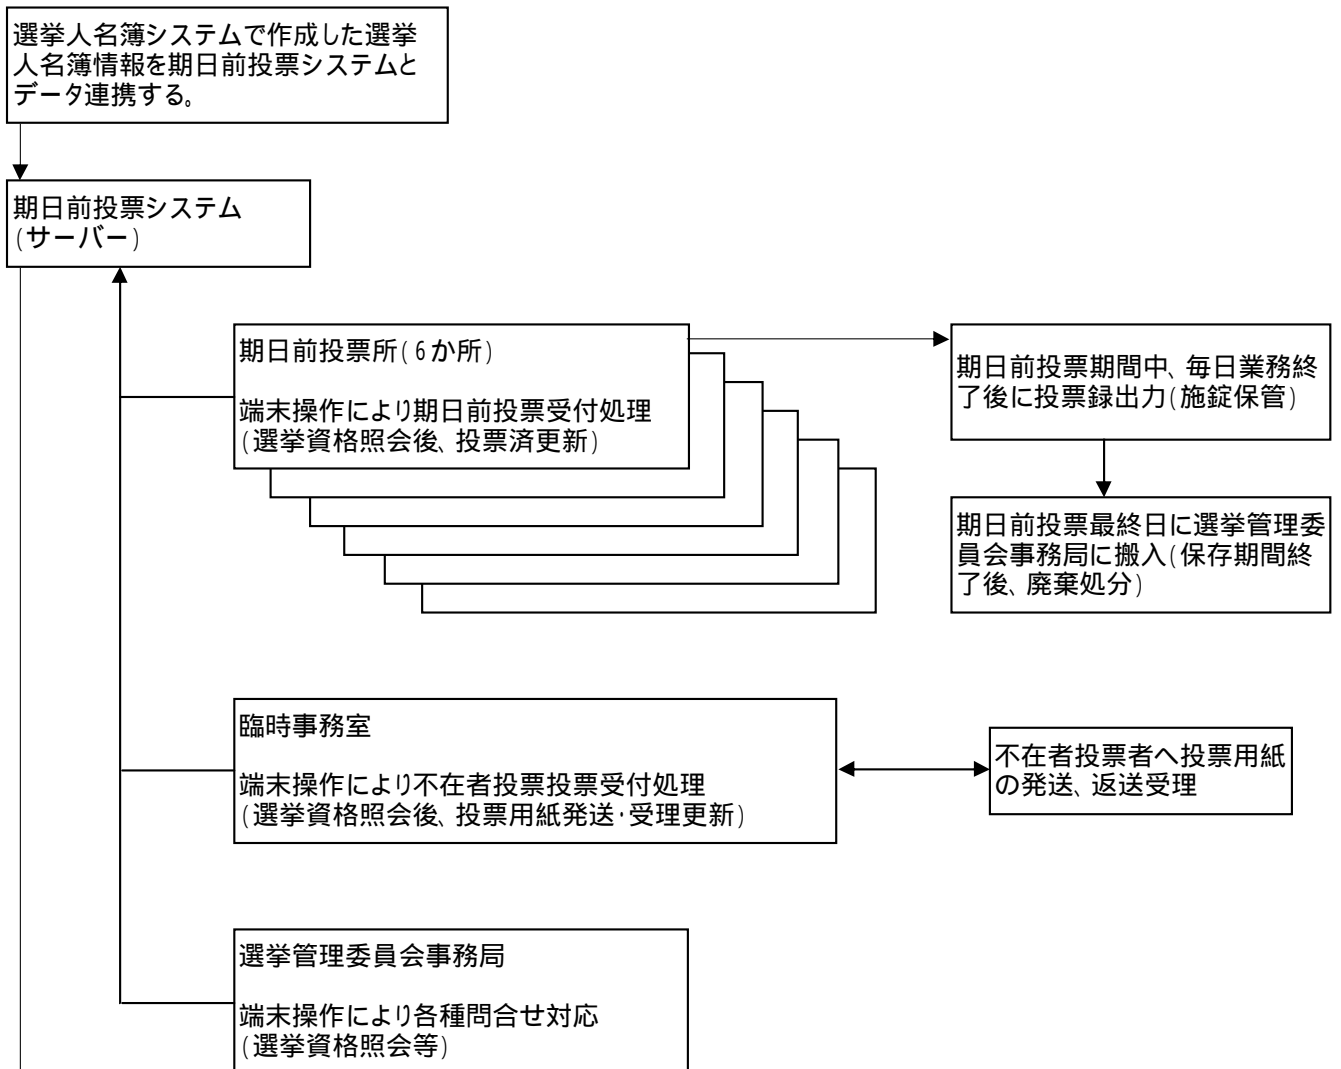 選挙人名簿システムで作成した選挙
人名簿情報を期日前投票システムと
データ連携する。
期日前投票システム
(サーバー)
期日前投票所(6か所)
端末操作により期日前投票受付処理
(選挙資格照会後、投票済更新)
期日前投票期間中、毎日業務終
了後に投票録出力(施錠保管)
期日前投票最終日に選挙管理委
員会事務局に搬入(保存期間終
了後、廃棄処分)
臨時事務室
端末操作により不在者投票投票受付処理
(選挙資格照会後、投票用紙発送・受理更新)
不在者投票者へ投票用紙
の発送、返送受理
選挙管理委員会事務局
端末操作により各種問合せ対応
(選挙資格照会等)